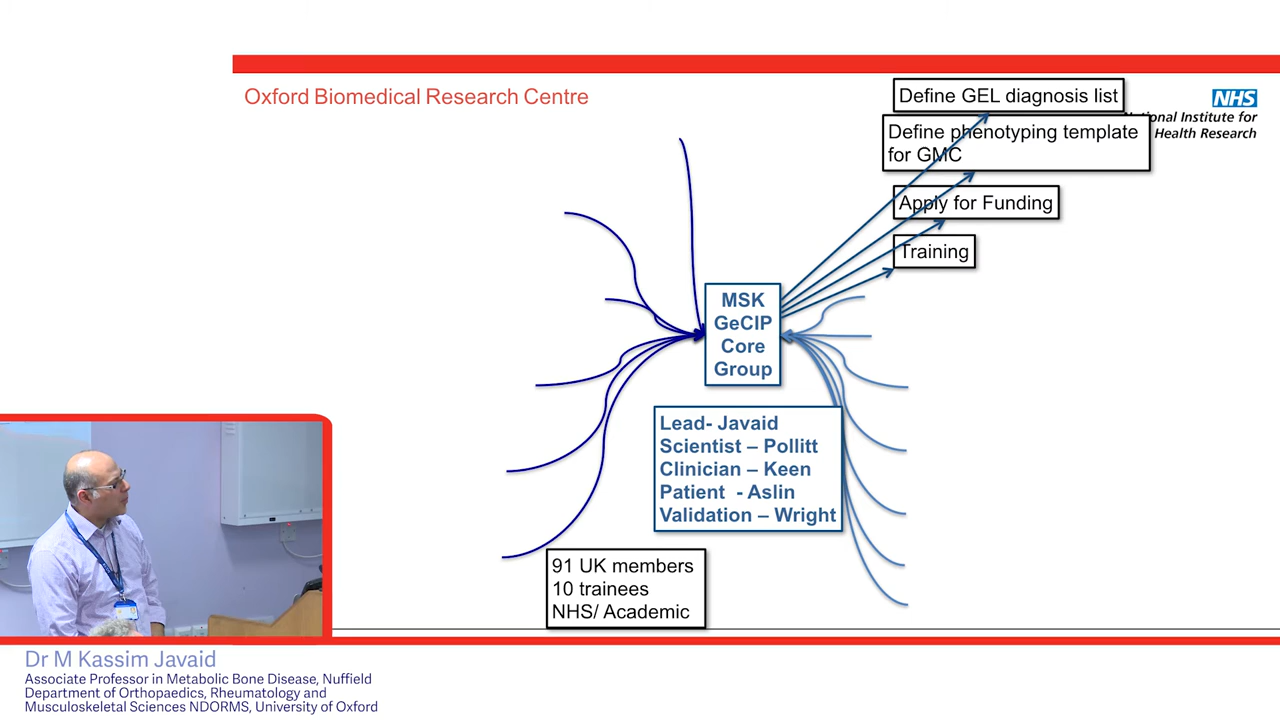 Oxford Biomedical Research Centre
NHS
National Institute for
Health Research
Define GEL diagnosis list
Define phenotyping template
for GMC
Apply for Funding
Training
MSK
GeCIP
Core
Group
Lead- Javaid
Scientist – Pollitt
Clinician – Keen
Patient - Aslin
Validation – Wright
91 UK members
10 trainees
NHS/ Academic
Dr M Kassim Javaid
Associate Professor in Metabolic Bone Disease, Nuffield
Department of Orthopaedics, Rheumatology and
Musculoskeletal Sciences NDORMS, University of Oxford